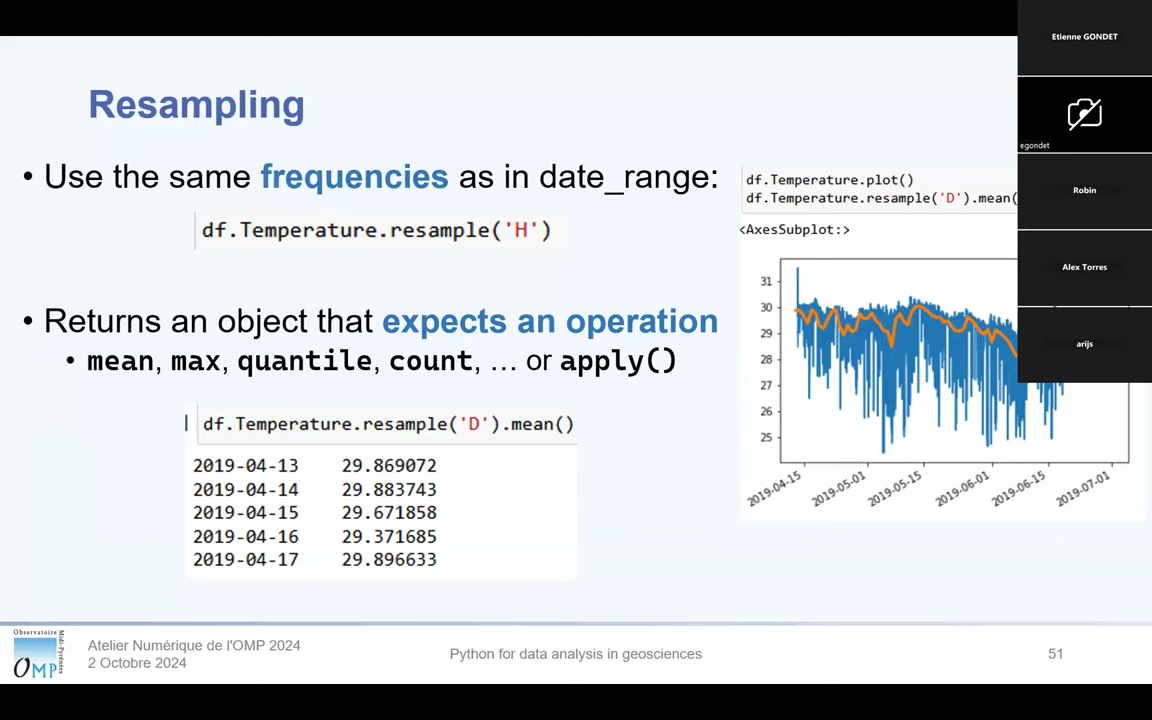 Resampling
• Use the same frequencies as in date_range:
df.Temperature.resample('H')
• Returns an object that expects an operation
• mean, max, quantile, count, … or apply()
df.Temperature.resample('D').mean()
2019-04-13 29.869072
2019-04-14 29.883743
2019-04-15 29.671858
2019-04-16 29.371685
2019-04-17 29.896633
df.Temperature.plot()
df.Temperature.resample('D').mean(
<AxesSubplot:>
31
30
29
28
27
26
25
2019-04-15
2019-05-01
2019-05-15
2019-06-01
2019-06-15
2019-07-01
Etienne GONDET
egondet
Robin
Alex Torres
arijs
Observatoire
Midi-Pyrénées
OMP
Atelier Numérique de l'OMP 2024
2 Octobre 2024
Python for data analysis in geosciences
51